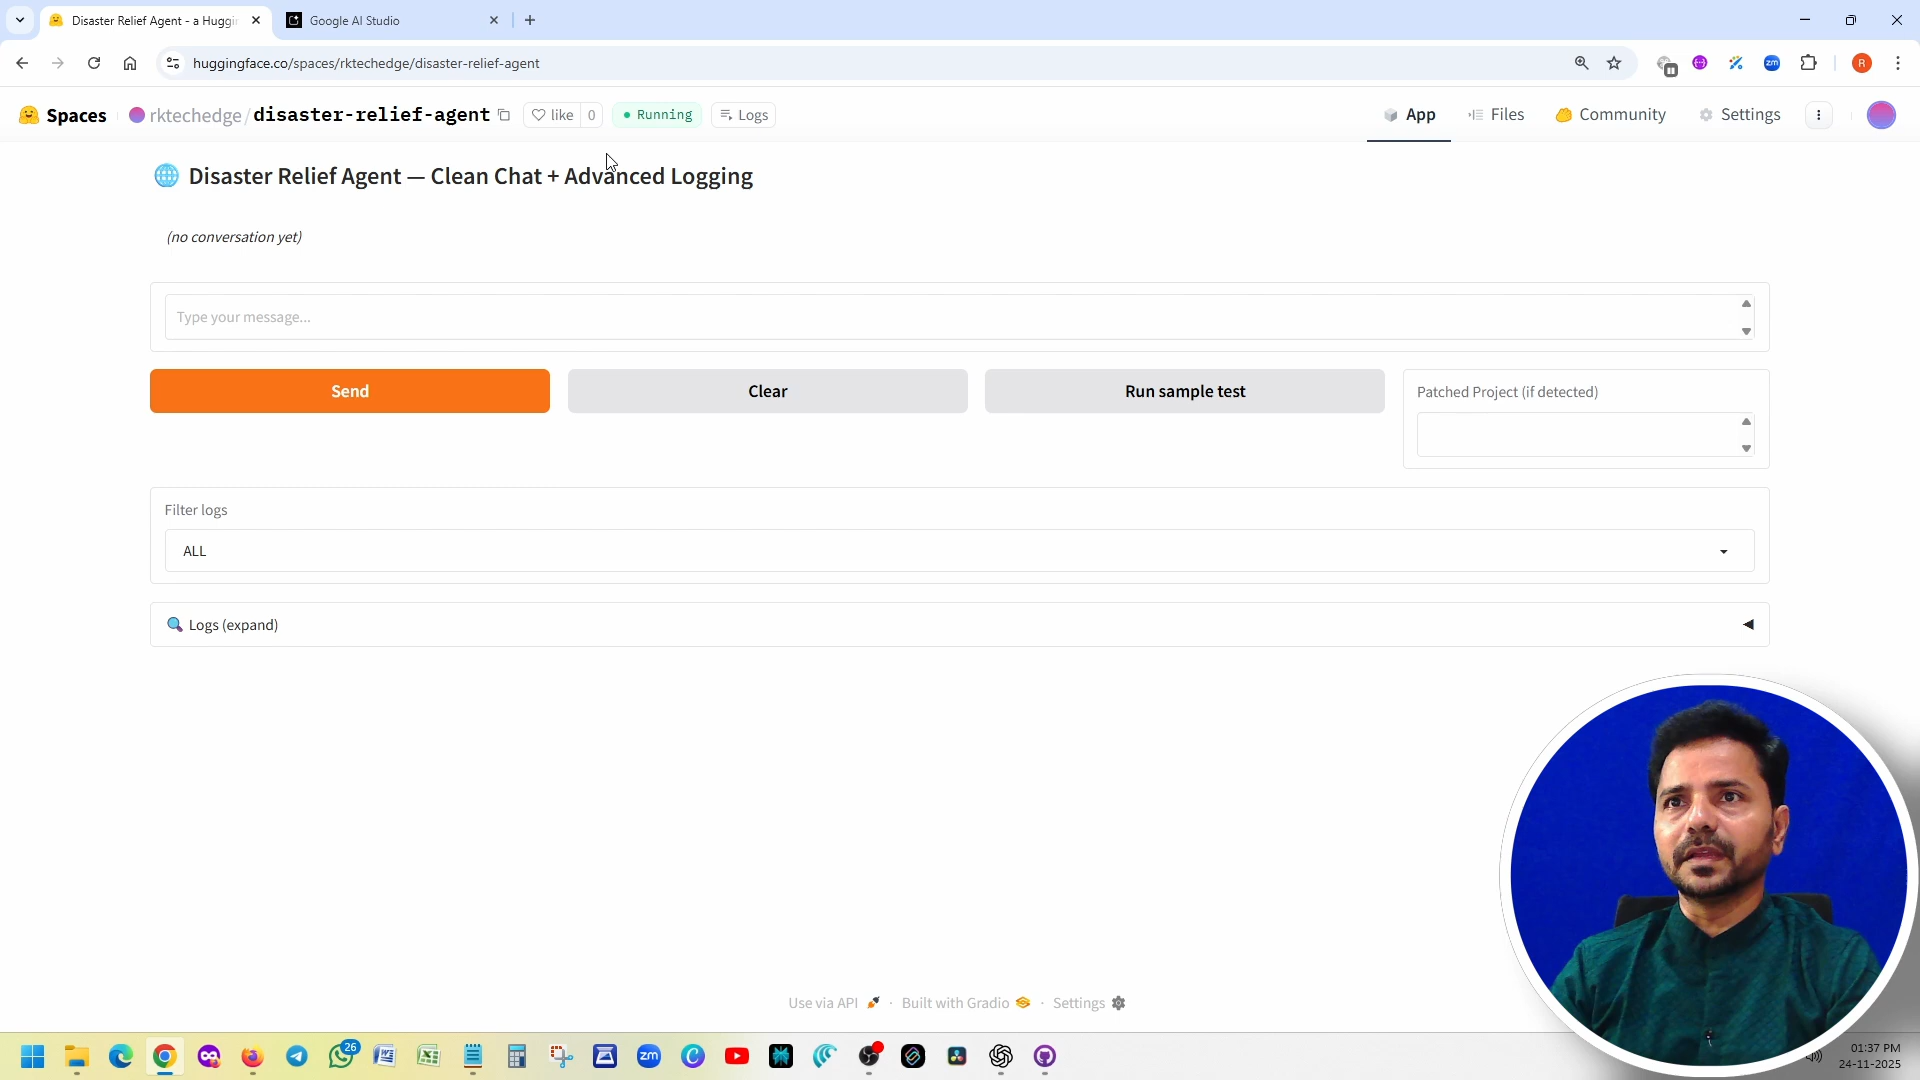 Disaster Relief Agent - a Huggin
Google AI Studio
huggingface.co/spaces/rktechedge/disaster-relief-agent
R
zm
Spaces
rktechedge/disaster-relief-agent
like
0
Running
Logs
App
Files
Community
Settings
Disaster Relief Agent — Clean Chat + Advanced Logging
(no conversation yet)
Type your message...
Send
Clear
Run sample test
Patched Project (if detected)
Filter logs
ALL
Logs (expand)
Use via API
·
Built with Gradio
·
Settings
26
zm
01:37 PM
24-11-2025